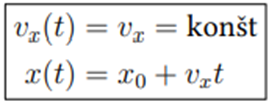 vₓ(t) = vₓ = konšt
x(t) = x₀ + vₓt